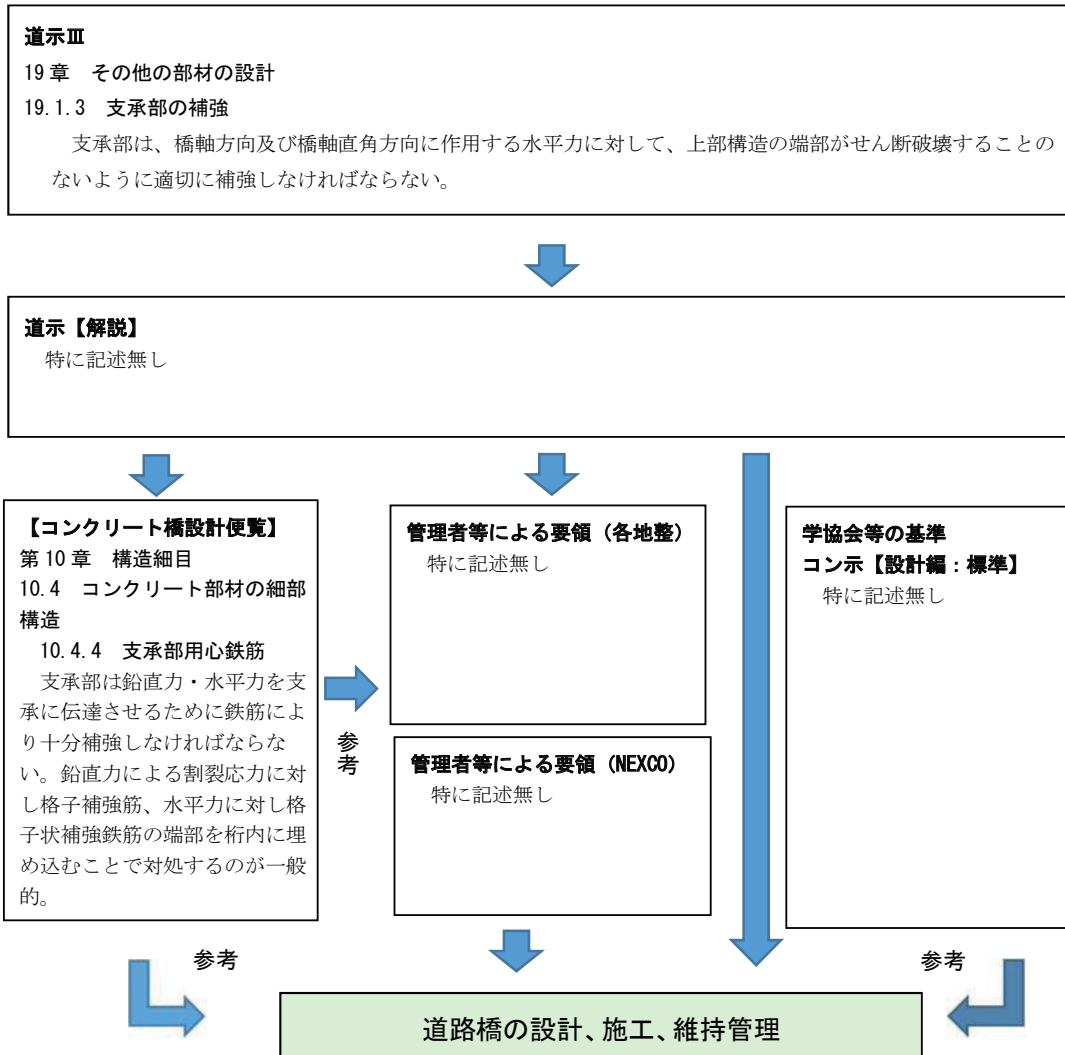 道示Ⅲ
19章　その他の部材の設計
19.1.3　支承部の補強
支承部は、橋軸方向及び橋軸直角方向に作用する水平力に対して、上部構造の端部がせん断破壊することの
ないように適切に補強しなければならない。
道示【解説】
特に記述無し
【コンクリート橋設計便覧】
第10章　構造細目
10.4　コンクリート部材の細部
構造
10.4.4　支承部用心鉄筋
支承部は鉛直力・水平力を支
承に伝達させるために鉄筋によ
り十分補強しなければならな
い。鉛直力による割裂応力に対
し格子補強筋、水平力に対し格
子状補強鉄筋の端部を桁内に埋
め込むことで対処するのが一般
的。
参考
管理者等による要領（各地整）
特に記述無し
管理者等による要領（NEXCO）
特に記述無し
学協会等の基準
コン示【設計編：標準】
特に記述無し
参考
参考
道路橋の設計、施工、維持管理